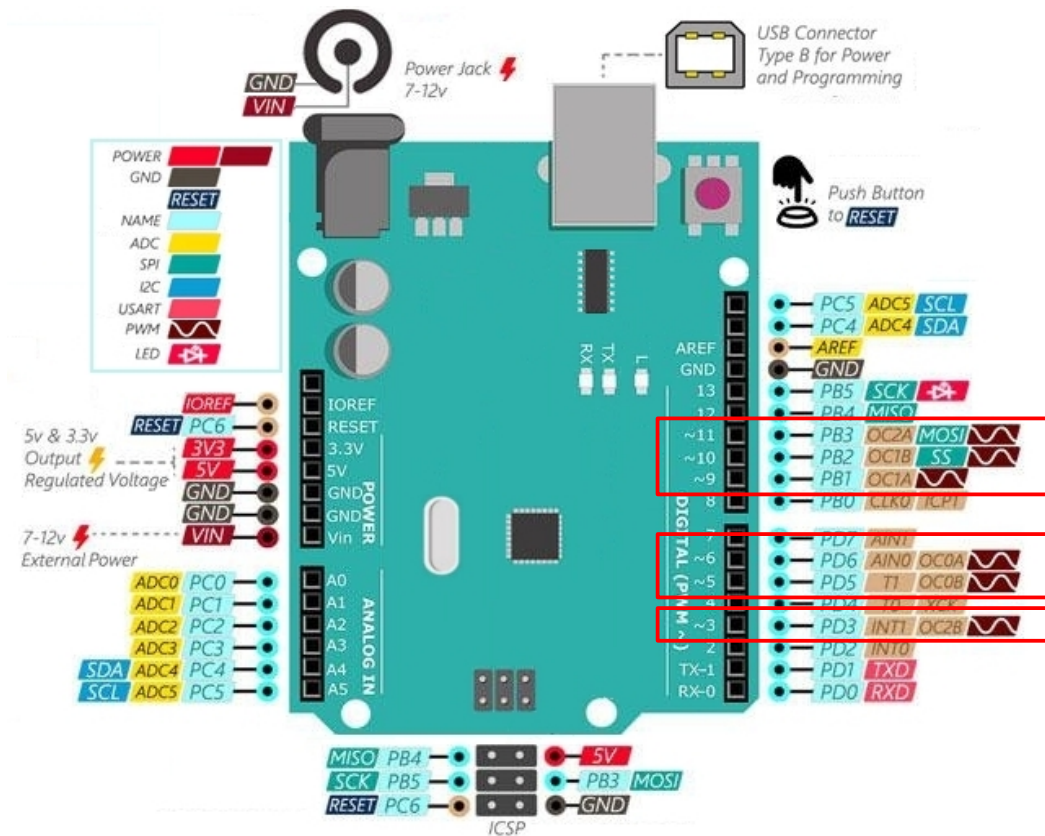 USB Connector
Type B for Power
and Programming
Power Jack
7-12v
GND
VIN
POWER
GND
RESET
NAME
ADC
SPI
I2C
USART
PWM
LED
Push Button
to RESET
IOREF
RESET PC6
3V3
5V
GND
GND
VIN
5v & 3.3v
Output
Regulated Voltage
7-12v
External Power
ADC0 PC0
ADC1 PC1
ADC2 PC2
ADC3 PC3
SDA ADC4 PC4
SCL ADC5 PC5
IOREF
RESET
3.3V
5V
GND
GND
Vin
POWER
A0
A1
A2
A3
A4
A5
ANALOG IN
RX
TX
L
AREF
GND
13
12
~11
~10
~9
8
7
~6
~5
4
~3
2
TX-1
RX-0
DIGITAL (PWM ~)
PC5 ADC5 SCL
PC4 ADC4 SDA
AREF
GND
PB5 SCK
PB4 MISO
PB3 OC2A MOSI
PB2 OC1B SS
PB1 OC1A
PB0 CLK0 ICP1
PD7 AIN1
PD6 AIN0 OC0A
PD5 T1 OC0B
PD4 T0 XCK
PD3 INT1 OC2B
PD2 INT0
PD1 TXD
PD0 RXD
MISO PB4
SCK PB5
RESET PC6
5V
PB3 MOSI
GND
ICSP